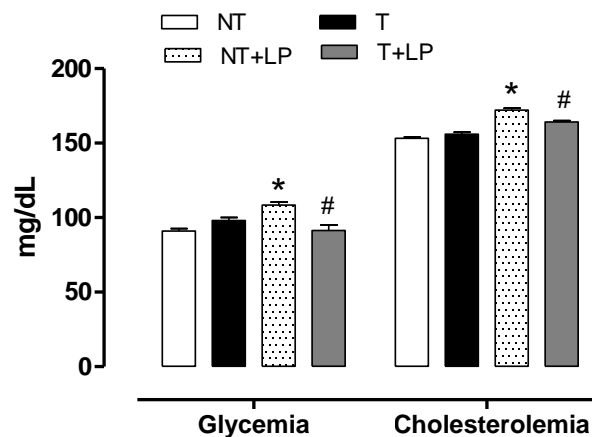 NT T
NT+LP T+LP
200
150
100
50
0
mg/dL
* # * #
Glycemia Cholesterolemia